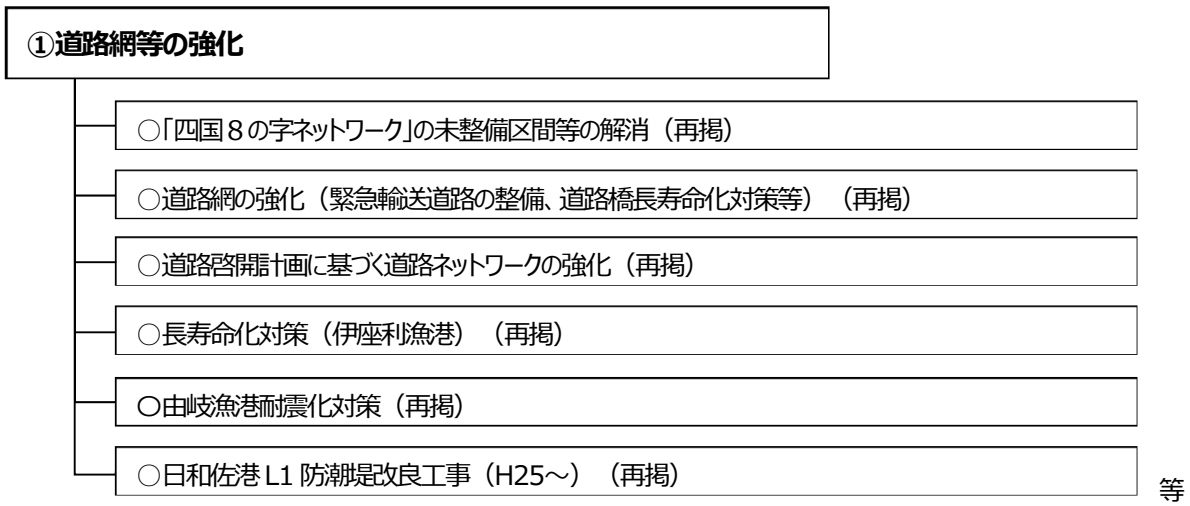 ①道路網等の強化
○「四国８の字ネットワーク」の未整備区間等の解消（再掲）
○道路網の強化（緊急輸送道路の整備、道路橋長寿命化対策等）（再掲）
○道路啓開計画に基づく道路ネットワークの強化（再掲）
○長寿命化対策（伊座利漁港）（再掲）
〇由岐漁港耐震化対策（再掲）
○日和佐港 L1 防潮堤改良工事（H25～）（再掲）
等